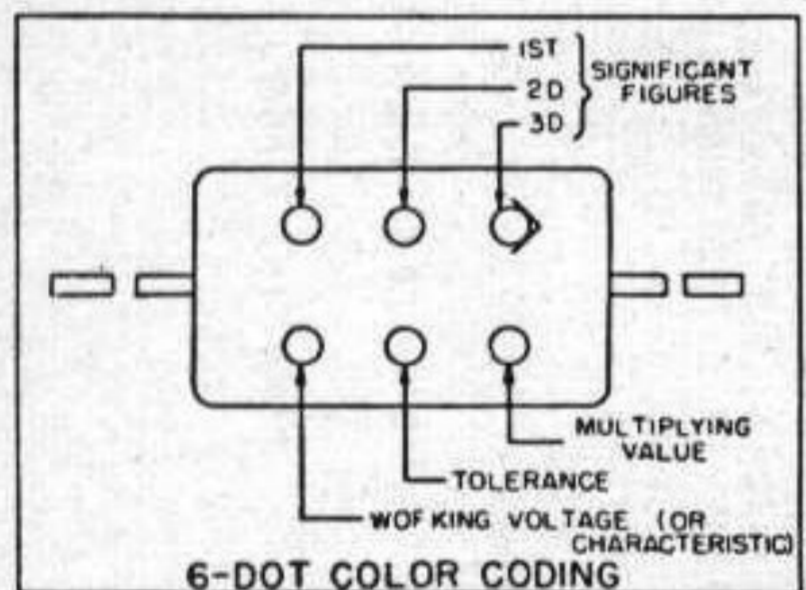 1ST
2D
3D
SIGNIFICANT
FIGURES
MULTIPLYING
VALUE
TOLERANCE
WOFKING VOLTAGE (OR
CHARACTERISTIC)
6-DOT COLOR CODING